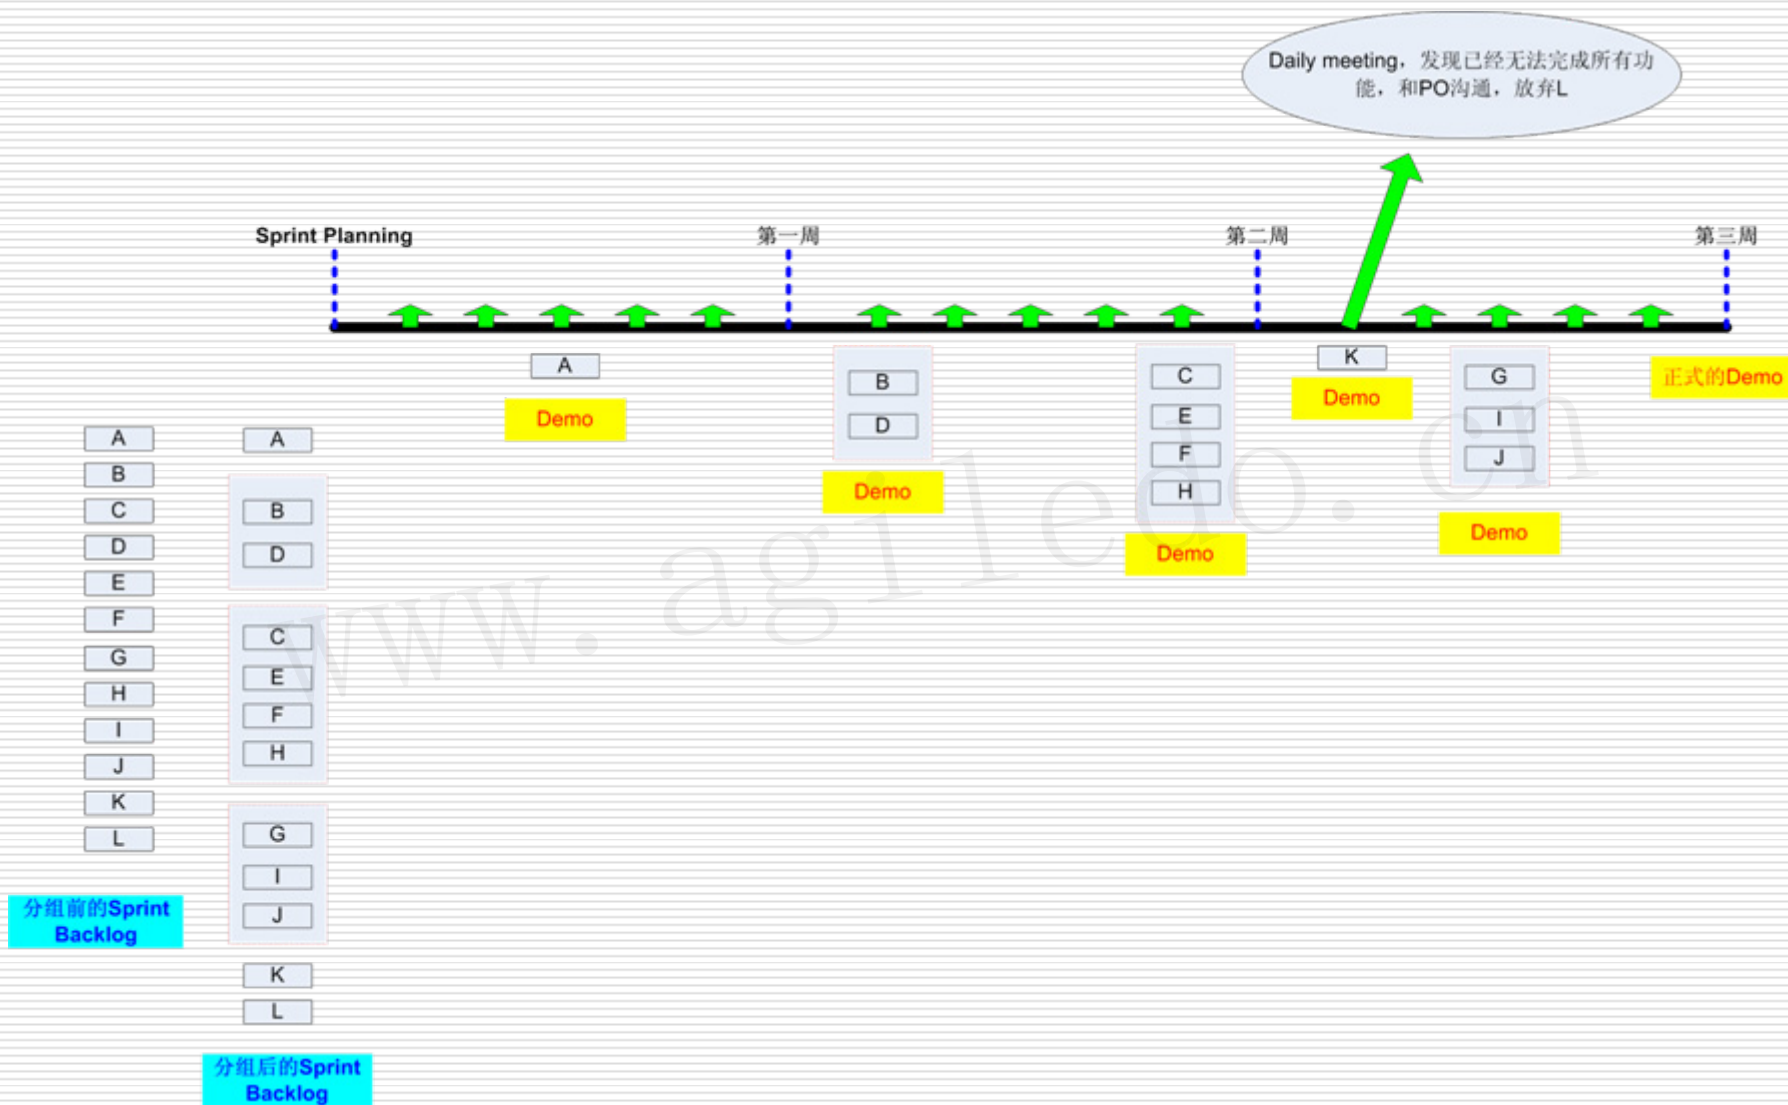 Daily meeting，发现已经无法完成所有功
能，和PO沟通，放弃L
Sprint Planning
第一周
第二周
第三周
A
Demo
B
D
Demo
C
E
F
H
Demo
K
Demo
G
I
J
Demo
正式的Demo
A
B
C
D
E
F
G
H
I
J
K
L
分组前的Sprint
Backlog
A
B
D
C
E
F
H
G
I
J
K
L
分组后的Sprint
Backlog
www.agiledo.cn